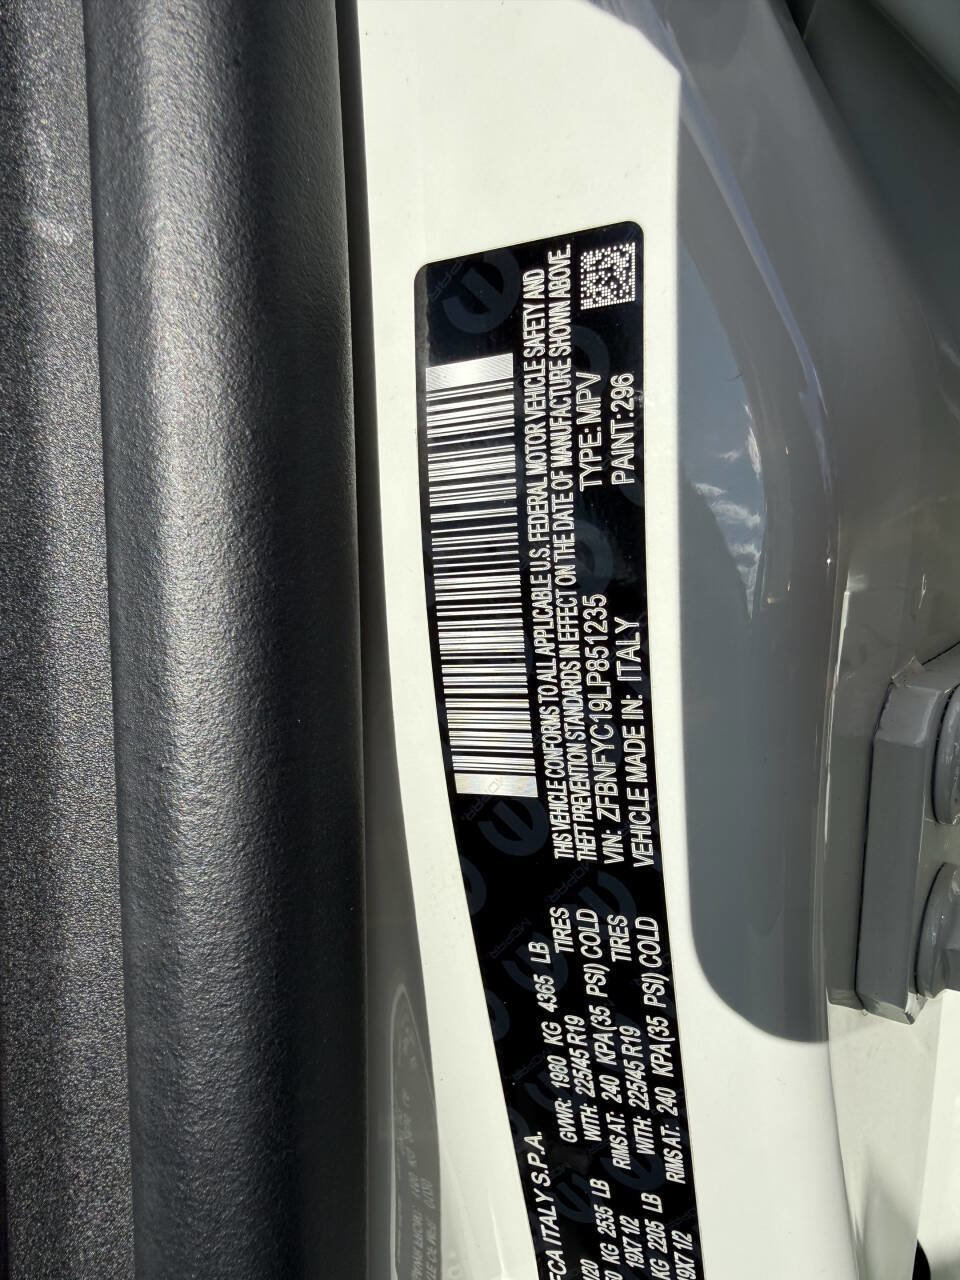 FCA ITALY S.P.A.
GVWR: 1980 KG 4365 LB
KG 2535 LB WITH: 225/45 R19 TIRES
19X7 1/2 RIMS AT: 240 KPA(35 PSI) COLD
KG 2205 LB WITH: 225/45 R19 TIRES
19X7 1/2 RIMS AT: 240 KPA(35 PSI) COLD
THIS VEHICLE CONFORMS TO ALL APPLICABLE U.S. FEDERAL MOTOR VEHICLE SAFETY AND
THEFT PREVENTION STANDARDS IN EFFECT ON THE DATE OF MANUFACTURE SHOWN ABOVE.
VIN: ZFBNFYC19LP851235 TYPE: MPV
VEHICLE MADE IN: ITALY PAINT:296